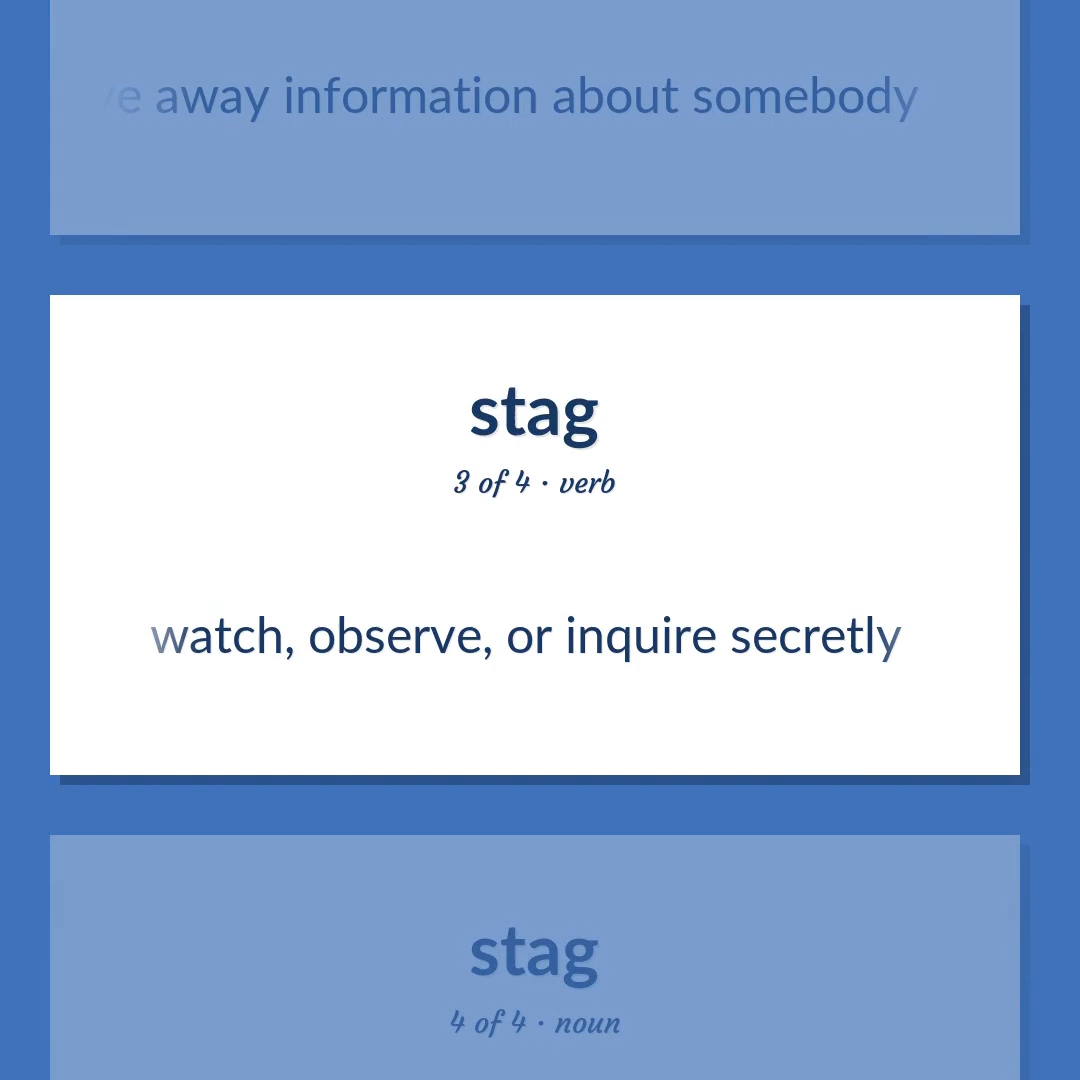 away information about somebody
stag
3 of 4 · verb
watch, observe, or inquire secretly
stag
4 of 4 · noun